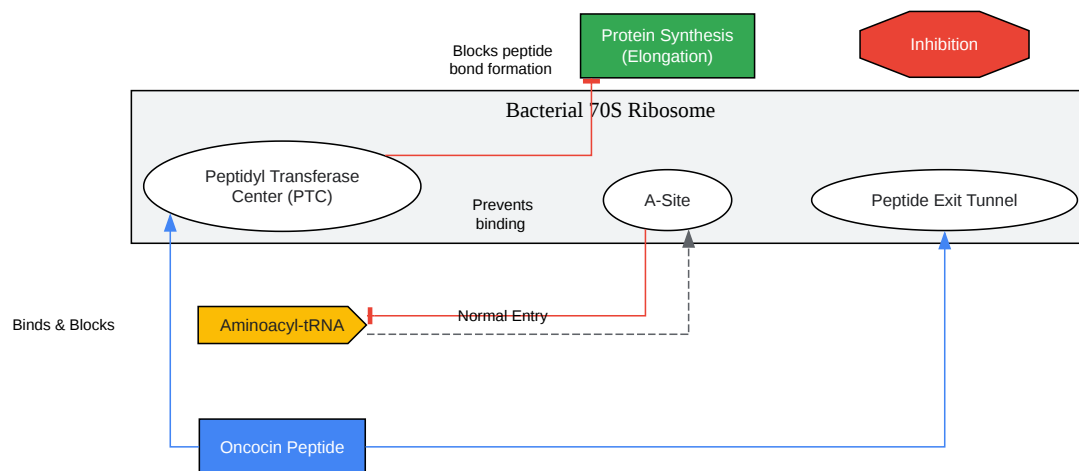 Protein Synthesis
(Elongation)
Inhibition
Blocks peptide
bond formation
Bacterial 70S Ribosome
Peptidyl Transferase
Center (PTC)
Prevents
binding
A-Site
Peptide Exit Tunnel
Normal Entry
Aminoacyl-tRNA
Binds & Blocks
Oncocin Peptide